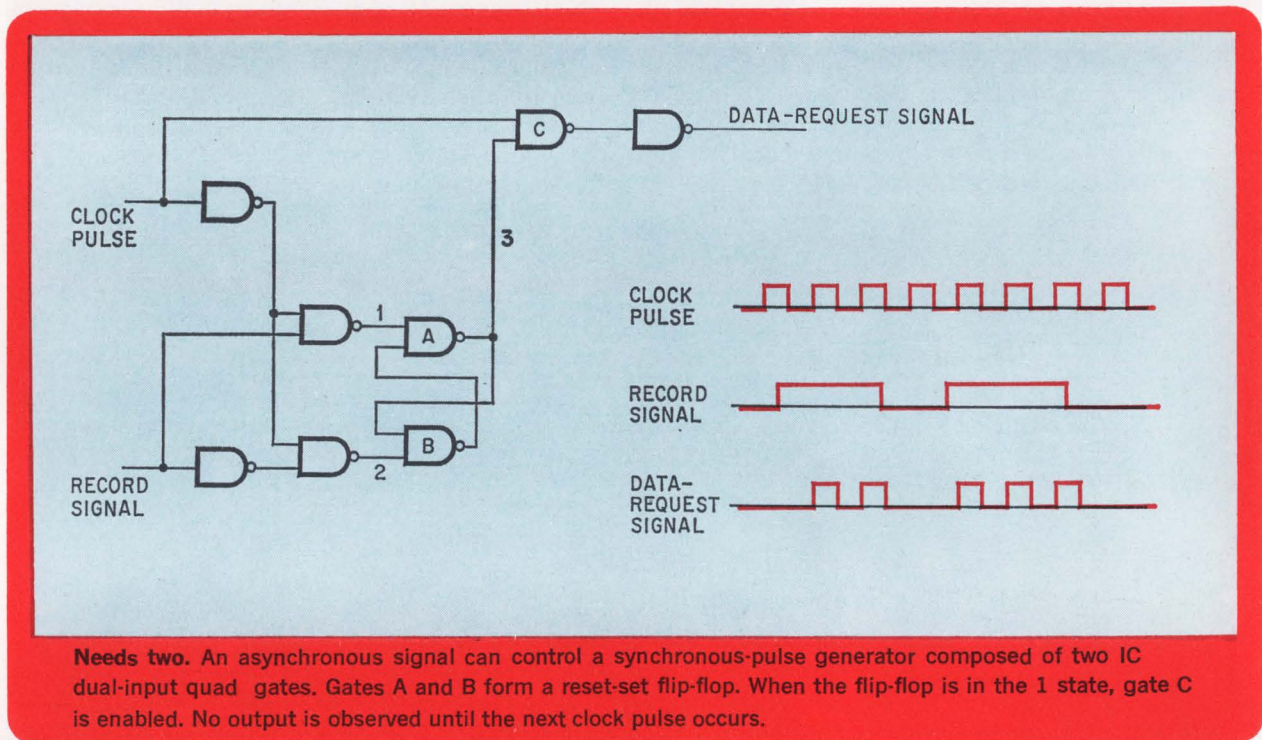 C
DATA-REQUEST SIGNAL
CLOCK
PULSE
3
1
A
B
2
RECORD
SIGNAL
CLOCK
PULSE
RECORD
SIGNAL
DATA-
REQUEST
SIGNAL
Needs two. An asynchronous signal can control a synchronous-pulse generator composed of two IC
dual-input quad gates. Gates A and B form a reset-set flip-flop. When the flip-flop is in the 1 state, gate C
is enabled. No output is observed until the next clock pulse occurs.